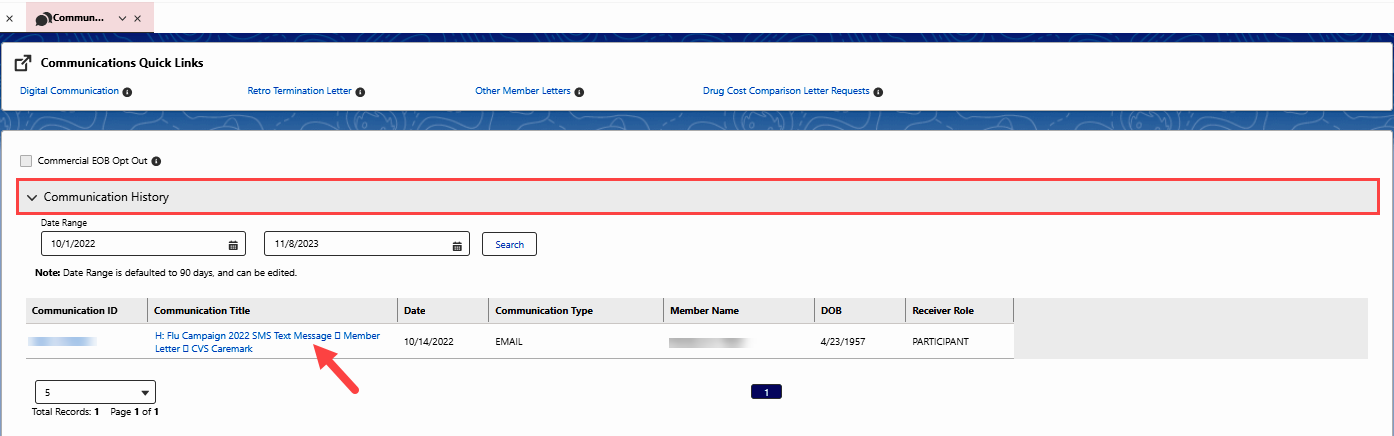 Commun...
Communications Quick Links
Digital Communication Retro Termination Letter Other Member Letters Drug Cost Comparison Letter Requests
Commercial EOB Opt Out
Communication History
Date Range
10/1/2022 11/8/2023 Search
Note: Date Range is defaulted to 90 days, and can be edited.
Communication ID Communication Title Date Communication Type Member Name DOB Receiver Role
H: Flu Campaign 2022 SMS Text Message ▯ Member
Letter ▯ CVS Caremark 10/14/2022 EMAIL 4/23/1957 PARTICIPANT
5 1
Total Records: 1 Page 1 of 1